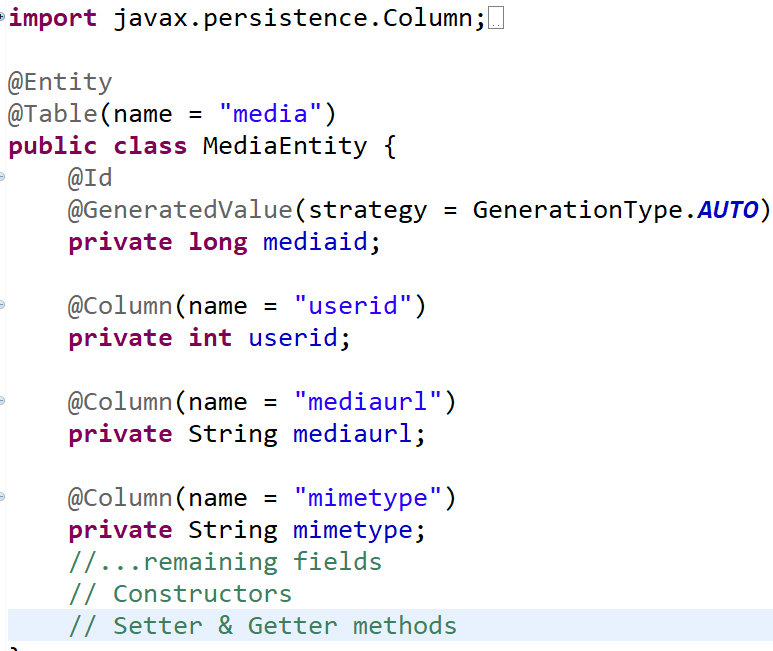 import javax.persistence.Column;
@Entity
@Table(name = "media")
public class MediaEntity {
@Id
@GeneratedValue(strategy = GenerationType.AUTO)
private long mediaid;
@Column(name = "userid")
private int userid;
@Column(name = "mediaurl")
private String mediaurl;
@Column(name = "mimetype")
private String mimetype;
//...remaining fields
// Constructors
// Setter & Getter methods
}